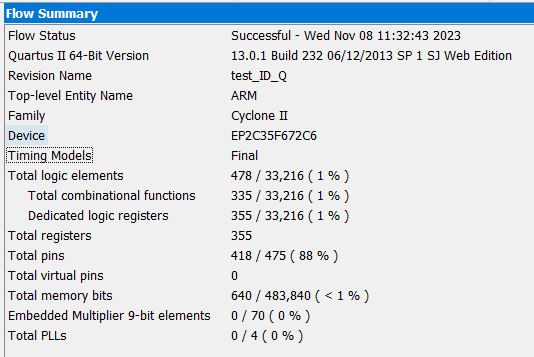 Flow Summary
Flow Status Successful - Wed Nov 08 11:32:43 2023
Quartus II 64-Bit Version 13.0.1 Build 232 06/12/2013 SP 1 SJ Web Edition
Revision Name test_ID_Q
Top-level Entity Name ARM
Family Cyclone II
Device EP2C35F672C6
Timing Models Final
Total logic elements 478 / 33,216 ( 1 % )
Total combinational functions 335 / 33,216 ( 1 % )
Dedicated logic registers 355 / 33,216 ( 1 % )
Total registers 355
Total pins 418 / 475 ( 88 % )
Total virtual pins 0
Total memory bits 640 / 483,840 ( < 1 % )
Embedded Multiplier 9-bit elements 0 / 70 ( 0 % )
Total PLLs 0 / 4 ( 0 % )